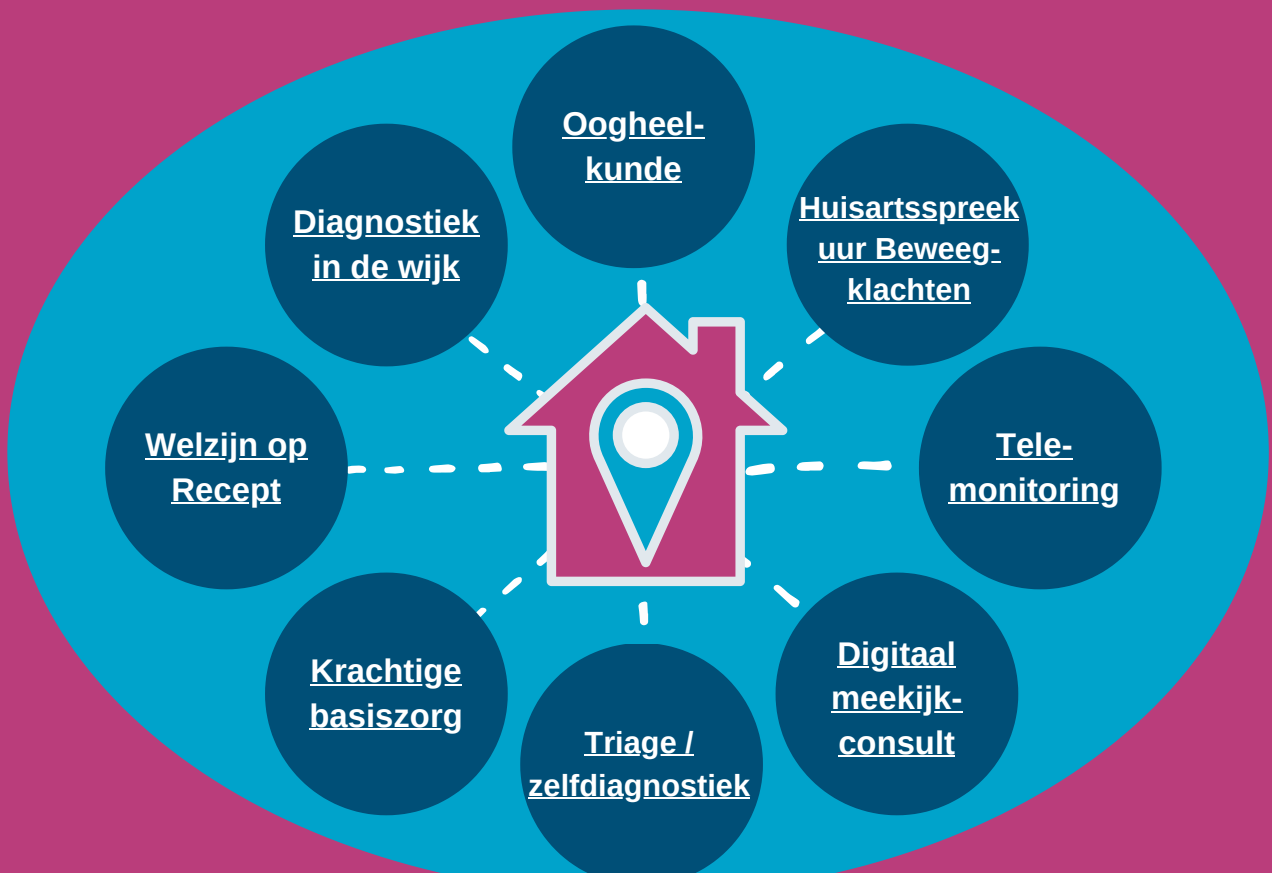 Oogheel-
kunde
Diagnostiek
in de wijk
Huisartsspreek
uur Beweeg-
klachten
Welzijn op
Recept
Tele-
monitoring
Krachtige
basiszorg
Digitaal
meekijk-
consult
Triage /
zelfdiagnostiek